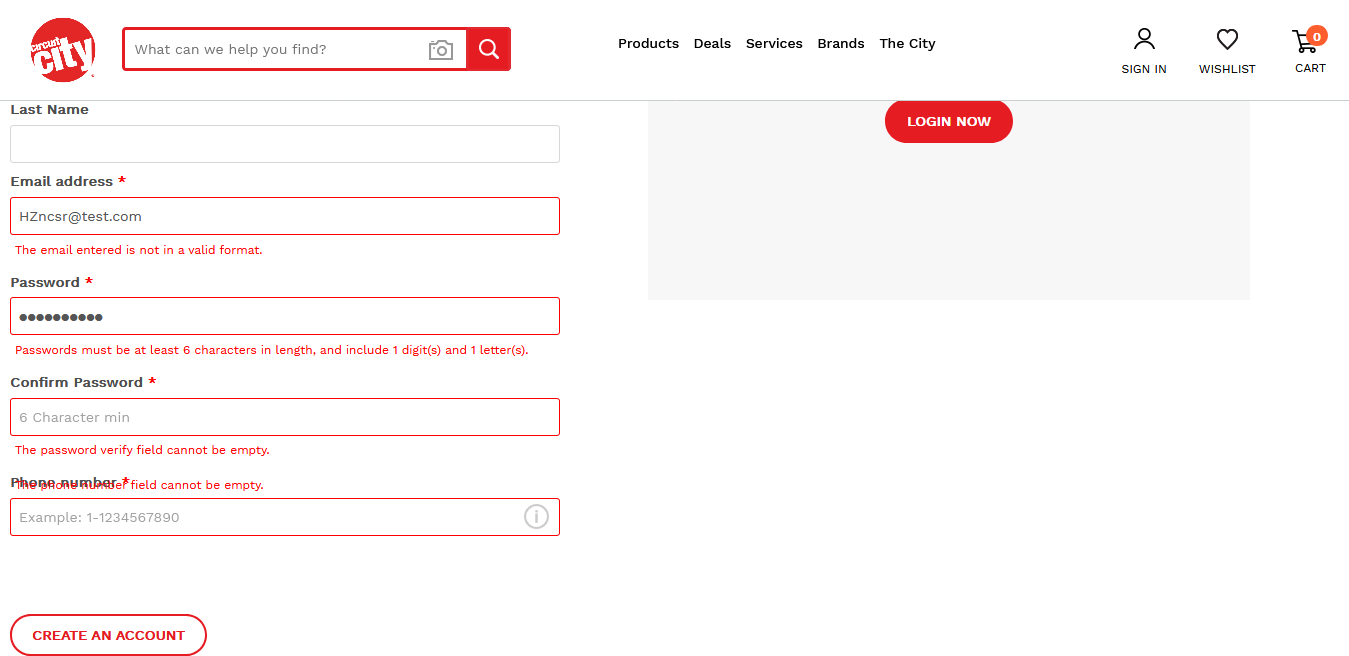 circuit
city
What can we help you find?
Products Deals Services Brands The City
SIGN IN
WISHLIST
0
CART
Last Name
LOGIN NOW
Email address *
HZncsr@test.com
The email entered is not in a valid format.
Password *
●●●●●●●●●●
Passwords must be at least 6 characters in length, and include 1 digit(s) and 1 letter(s).
Confirm Password *
6 Character min
The password verify field cannot be empty.
Phone number *
The phone number field cannot be empty.
Example: 1-1234567890
CREATE AN ACCOUNT